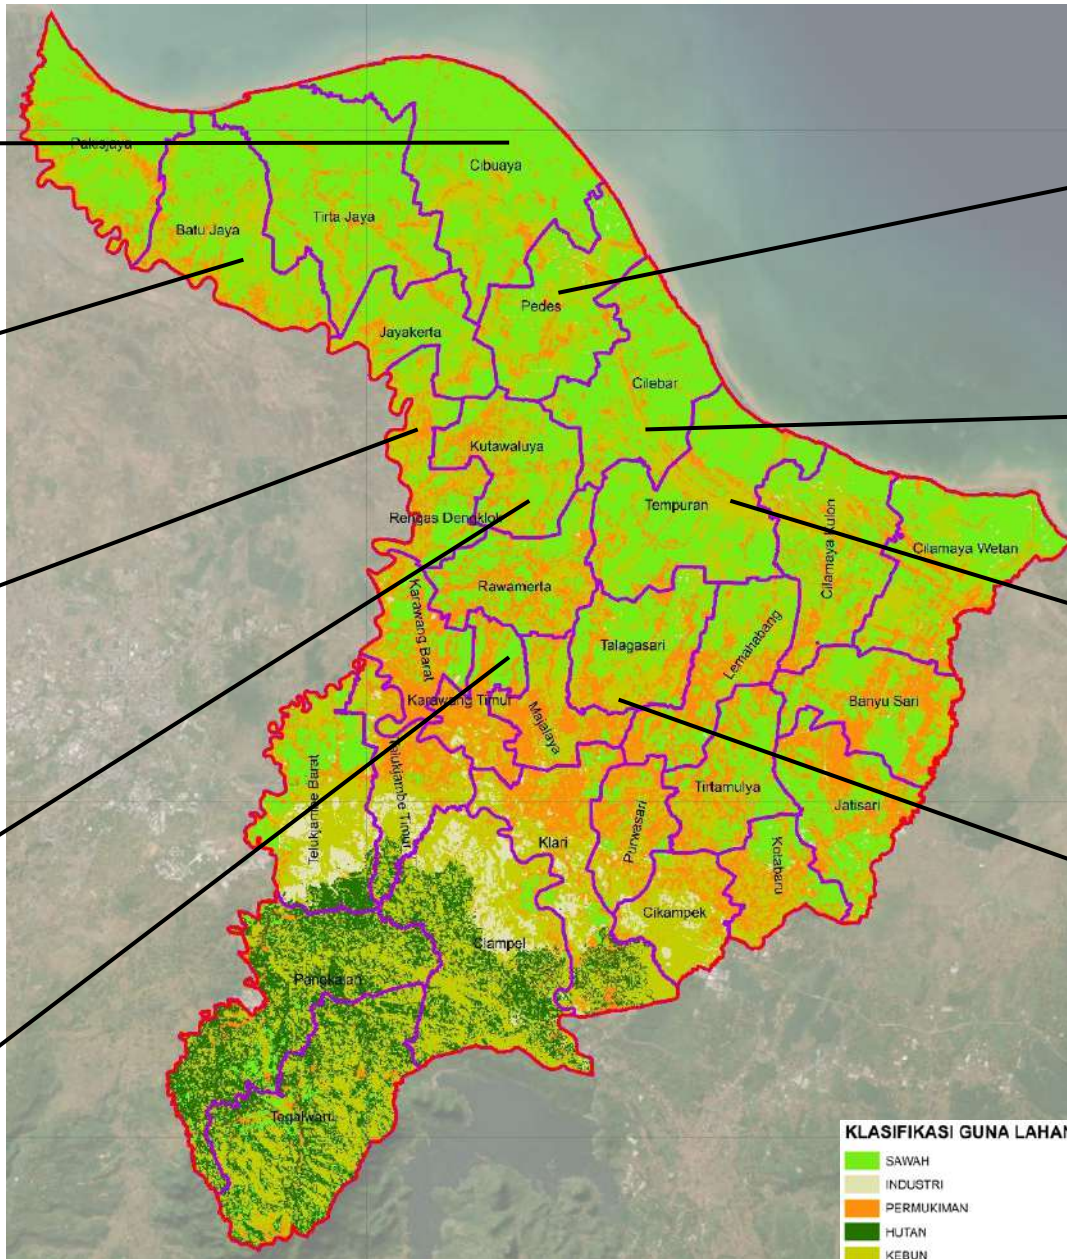 Pakisjaya
Cibuaya
Tirta Jaya
Batu Jaya
Pedes
Jayakerta
Cilebar
Kutawaluya
Tempuran
Rengas Dengklok
Cilamaya Kulon
Cilamaya Wetan
Rawamerta
Karawang Barat
Talagasari
Lemahabang
Karawang Timur
Majalaya
Banyu Sari
Telukjambe Barat
Telukjambe Timur
Klari
Purwasari
Tirtamulya
Jatisari
Kotabaru
Cikampek
Ciampel
Pangkalan
Tegalwaru
KLASIFIKASI GUNA LAHAN
SAWAH
INDUSTRI
PERMUKIMAN
HUTAN
KEBUN